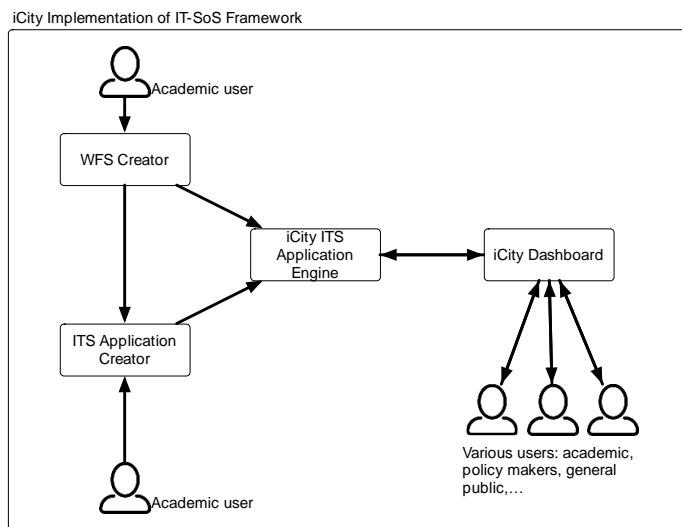 iCity Implementation of IT-SoS Framework
Academic user
WFS Creator
iCity ITS
Application
Engine
iCity Dashboard
ITS Application
Creator
Various users: academic,
policy makers, general
public,...
Academic user